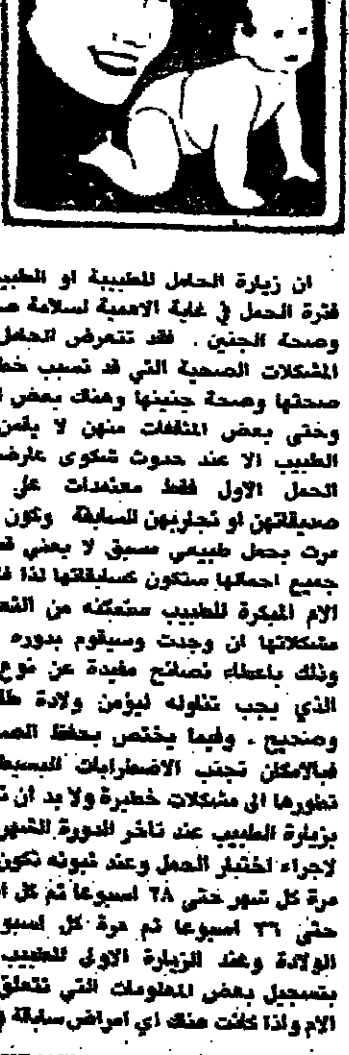 ان زيارة الحامل للطبيبة او الطبيب
فترة الحمل في غاية الاهمية لسلامة
وصحة الجنين . فقد تتعرض الحامل
المشكلات الصحية التي قد تسبب
صحتها وصحة جنينها وهناك بعض
وحتى بعض المثقفات منهن لا
الطبيب الا عند حدوث شكوى
الحمل الاول فقط معتمدات على
صديقاتهن او تجاربهن السابقة وكون
مرت بحمل طبيعي مسبق لا يعني
جميع احمالها ستكون كسابقاتها لذا
الام المبكرة للطبيب ستمكنه من
مشكلاتها ان وجدت وسيقوم بدوره
وذلك باعطاء نصائح مفيدة عن نوع
الذي يجب تناوله ليؤمن ولادة
وصحيح . وفيما يختص بحفظ
فبالامكان تجنب الاضطرابات
تطورها الى مشكلات خطيرة ولا بد ان
بزيارة الطبيب عند تاخر الدورة
لاجراء اختبار الحمل وعند ثبوته تكون
مرة كل شهر حتى ٢٨ اسبوعا ثم كل
حتى ٣٦ اسبوعا ثم مرة كل
الولادة وعند الزيارة الاولى للطبيب
بتسجيل بعض المعلومات التي تتعلق
الام واذا كانت هناك اي امراض سابقة